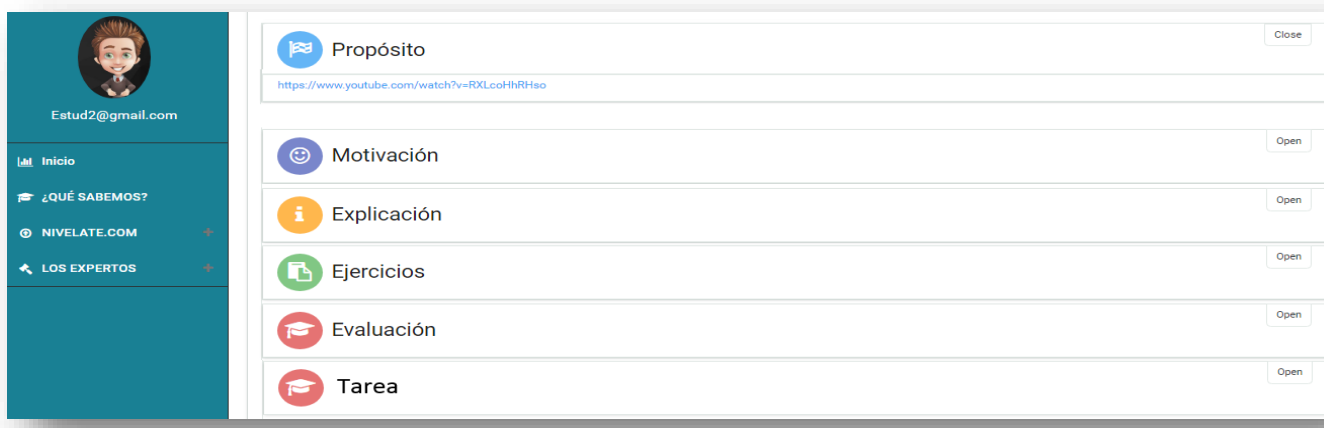 Estud2@gmail.com
Inicio
¿QUÉ SABEMOS?
NIVELATE.COM
LOS EXPERTOS
Propósito
Close
https://www.youtube.com/watch?v=RXLcoHhRHso
Motivación
Open
Explicación
Open
Ejercicios
Open
Evaluación
Open
Tarea
Open